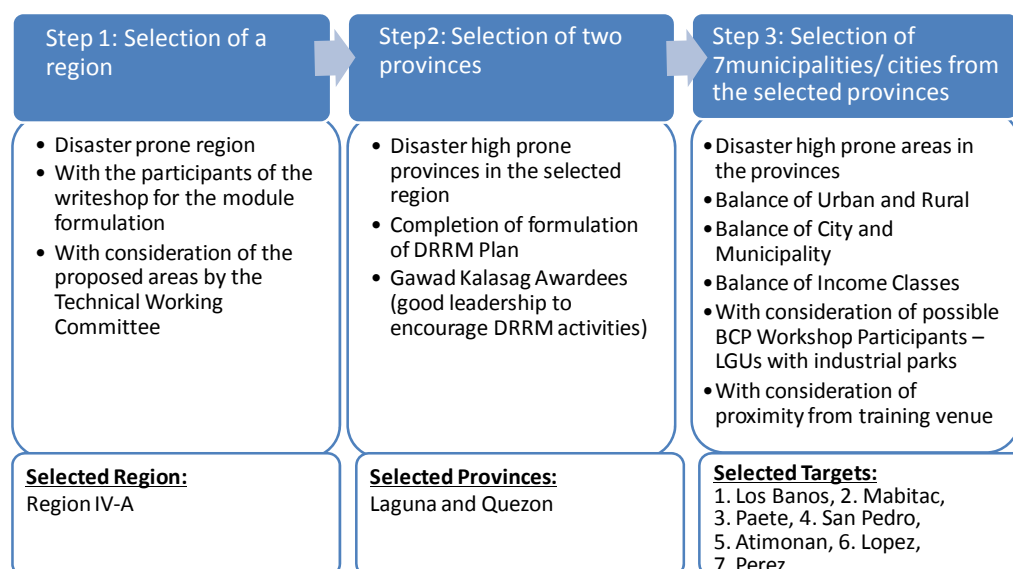 Step 1: Selection of a
region
• Disaster prone region
• With the participants of the
writeshop for the module
formulation
• With consideration of the
proposed areas by the
Technical Working
Committee
Selected Region:
Region IV-A
Step2: Selection of two
provinces
• Disaster high prone
provinces in the selected
region
• Completion of formulation
of DRRM Plan
• Gawad Kalasag Awardees
(good leadership to
encourage DRRM activities)
Selected Provinces:
Laguna and Quezon
Step 3: Selection of
7municipalities/ cities from
the selected provinces
•Disaster high prone areas in
the provinces
•Balance of Urban and Rural
•Balance of City and
Municipality
•Balance of Income Classes
•With consideration of possible
BCP Workshop Participants –
LGUs with industrial parks
•With consideration of
proximity from training venue
Selected Targets:
1. Los Banos, 2. Mabitac,
3. Paete, 4. San Pedro,
5. Atimonan, 6. Lopez,
7. Perez